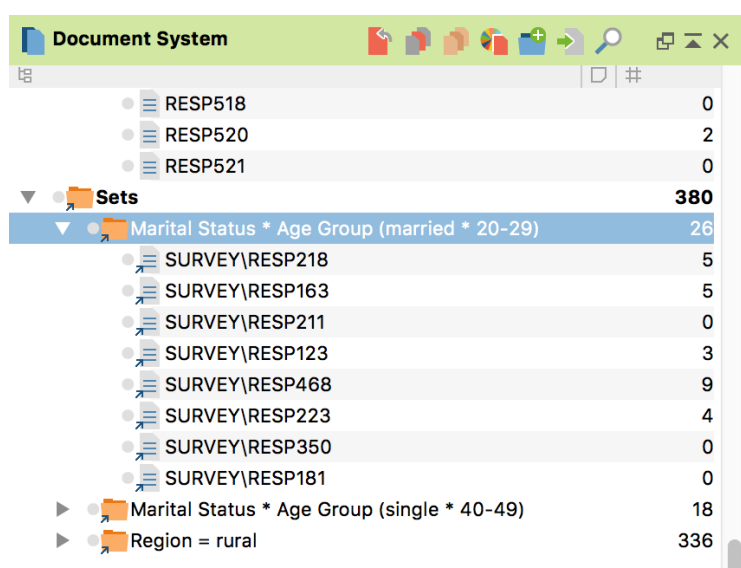 Document System
#
RESP518 0
RESP520 2
RESP521 0
Sets 380
Marital Status * Age Group (married * 20-29) 26
SURVEY\RESP218 5
SURVEY\RESP163 5
SURVEY\RESP211 0
SURVEY\RESP123 3
SURVEY\RESP468 9
SURVEY\RESP223 4
SURVEY\RESP350 0
SURVEY\RESP181 0
Marital Status * Age Group (single * 40-49) 18
Region = rural 336